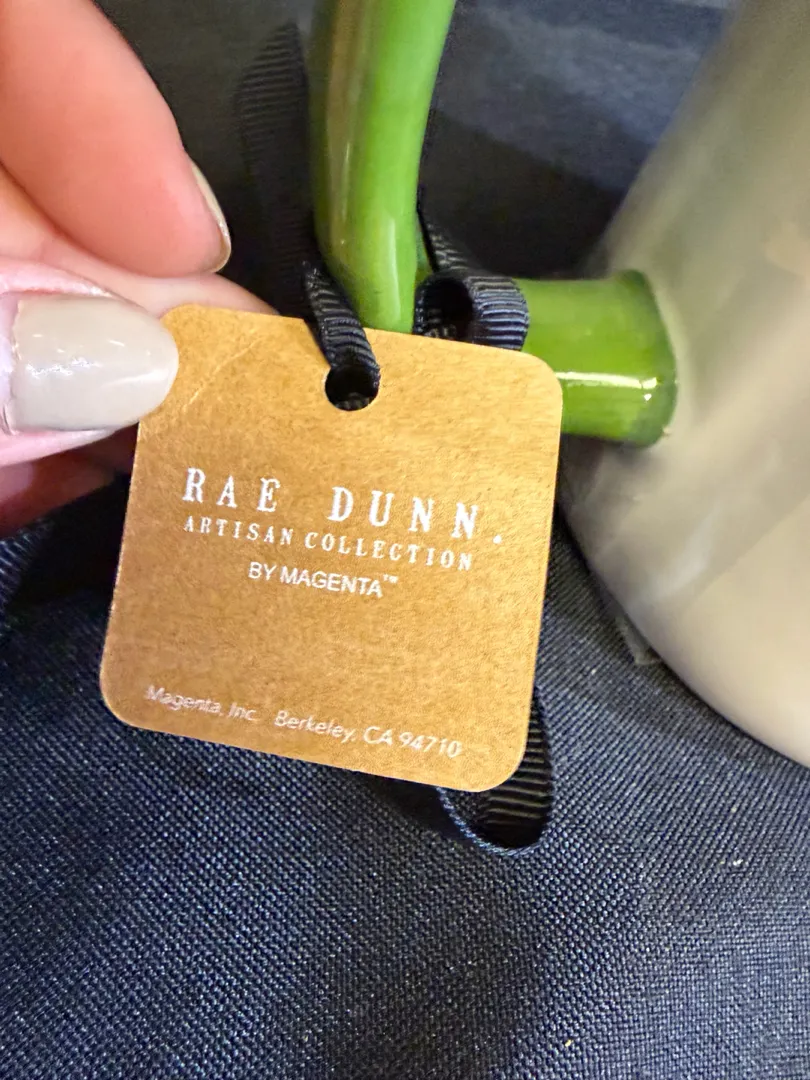 RAE DUNN.
ARTISAN COLLECTION
BY MAGENTA™
Magenta, Inc. Berkeley, CA 94710